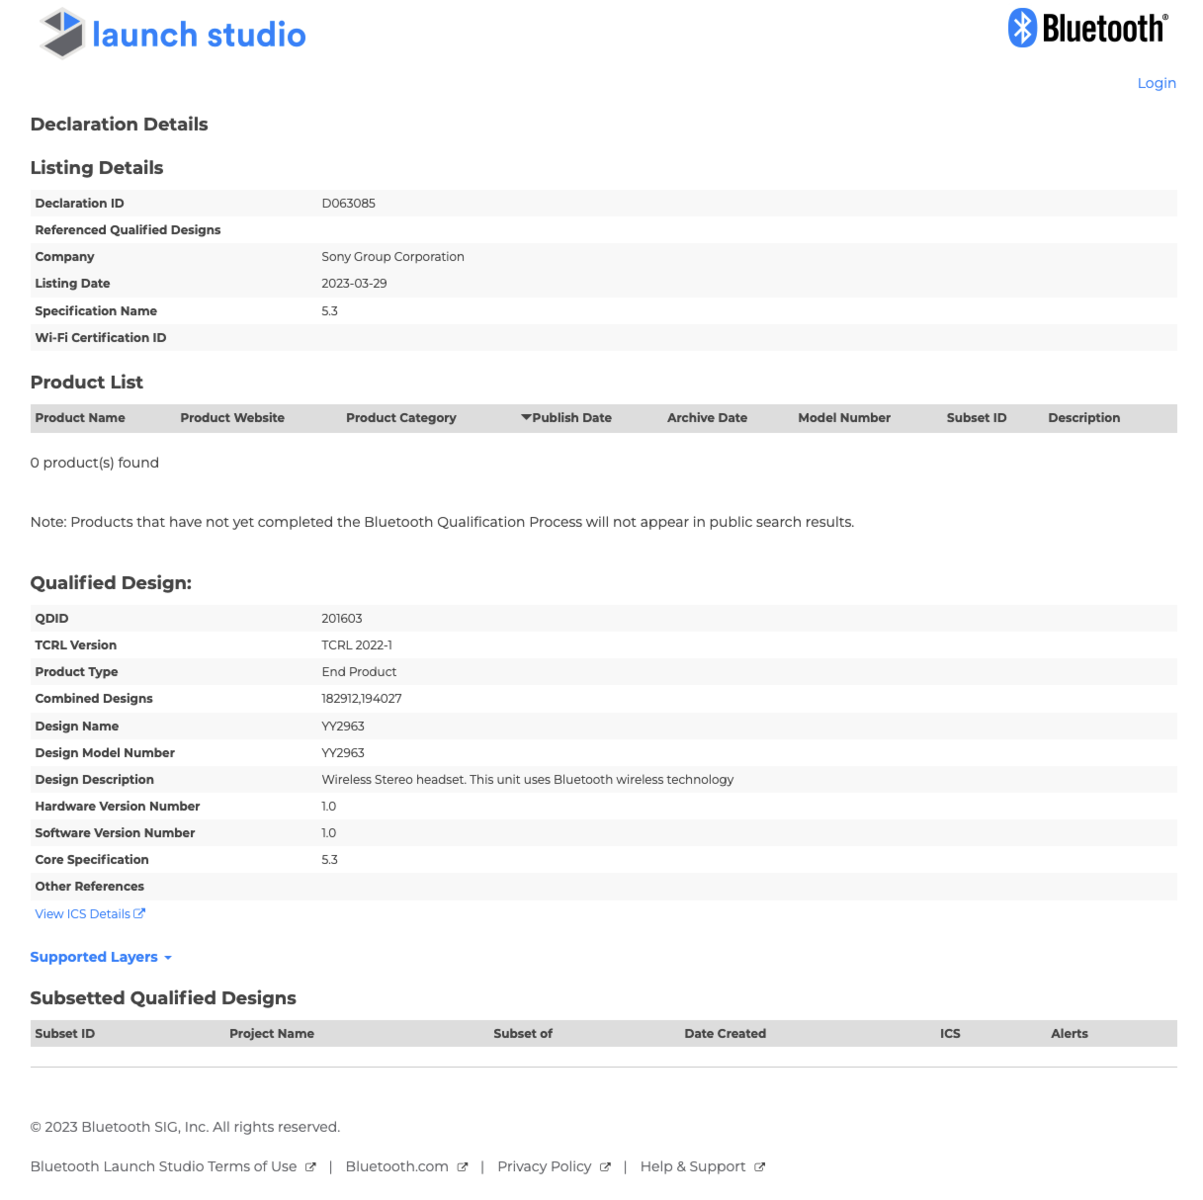 launch studio
Bluetooth®
Login
Declaration Details
Listing Details
Declaration ID D063085
Referenced Qualified Designs
Company Sony Group Corporation
Listing Date 2023-03-29
Specification Name 5.3
Wi-Fi Certification ID
Product List
Product Name Product Website Product Category Publish Date Archive Date Model Number Subset ID Description
0 product(s) found
Note: Products that have not yet completed the Bluetooth Qualification Process will not appear in public search results.
Qualified Design:
QDID 201603
TCRL Version TCRL 2022-1
Product Type End Product
Combined Designs 182912,194027
Design Name YY2963
Design Model Number YY2963
Design Description Wireless Stereo headset. This unit uses Bluetooth wireless technology
Hardware Version Number 1.0
Software Version Number 1.0
Core Specification 5.3
Other References
View ICS Details
Supported Layers
Subsetted Qualified Designs
Subset ID Project Name Subset of Date Created ICS Alerts
© 2023 Bluetooth SIG, Inc. All rights reserved.
Bluetooth Launch Studio Terms of Use | Bluetooth.com | Privacy Policy | Help & Support